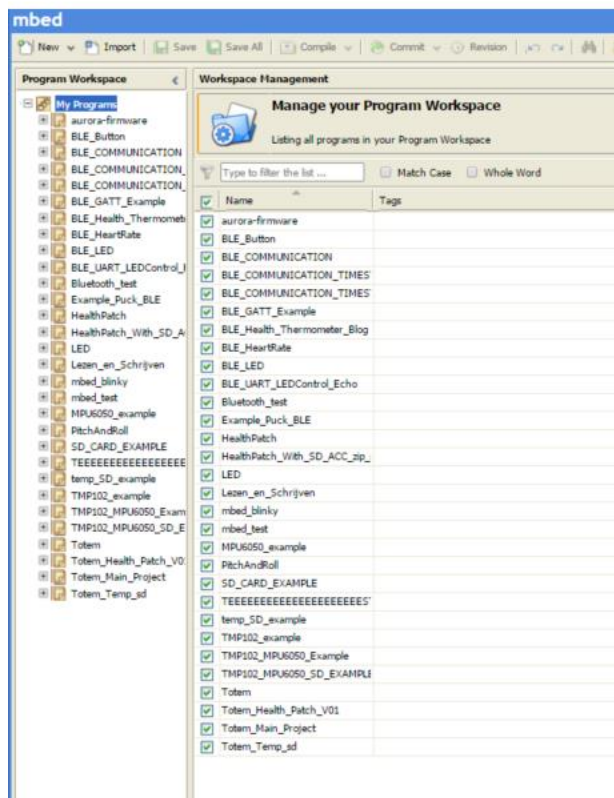 mbed
New Import Save Save All Compile Commit Revision
Program Workspace
My Programs
aurora-firmware
BLE_Button
BLE_COMMUNICATION
BLE_COMMUNICATION_
BLE_COMMUNICATION_
BLE_GATT_Example
BLE_Health_Thermomet
BLE_HeartRate
BLE_LED
BLE_UART_LEDControl_
Bluetooth_test
Example_Puck_BLE
HealthPatch
HealthPatch_With_SD_A
LED
Lezen_en_Schrijven
mbed_blinky
mbed_test
MPU6050_example
PitchAndRoll
SD_CARD_EXAMPLE
temp_SD_example
TMP102_example
TMP102_MPU6050_Exam
TMP102_MPU6050_SD_E
Totem
Totem_Health_Patch_V0
Totem_Main_Project
Totem_Temp_sd
Workspace Management
Manage your Program Workspace
Listing all programs in your Program Workspace
Type to filter the list ... Match Case Whole Word
Name Tags
aurora-firmware
BLE_Button
BLE_COMMUNICATION
BLE_COMMUNICATION_TIMES
BLE_COMMUNICATION_TIMES
BLE_GATT_Example
BLE_Health_Thermometer_Blog
BLE_HeartRate
BLE_LED
BLE_UART_LEDControl_Echo
Bluetooth_test
Example_Puck_BLE
HealthPatch
HealthPatch_With_SD_ACC_zip_
LED
Lezen_en_Schrijven
mbed_blinky
mbed_test
MPU6050_example
PitchAndRoll
SD_CARD_EXAMPLE
temp_SD_example
TMP102_example
TMP102_MPU6050_Example
TMP102_MPU6050_SD_EXAMPLE
Totem
Totem_Health_Patch_V01
Totem_Main_Project
Totem_Temp_sd